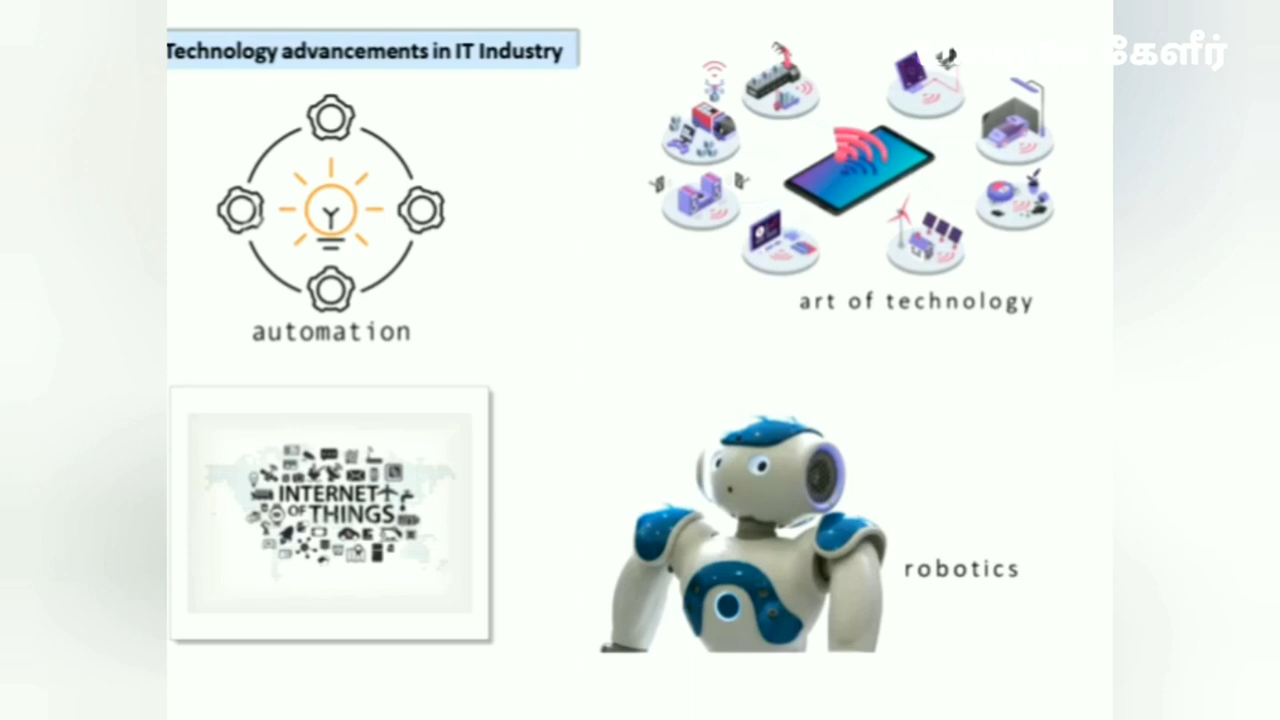 Technology advancements in IT Industry
கேளீர்
automation
art of technology
INTERNET
OF THINGS
robotics